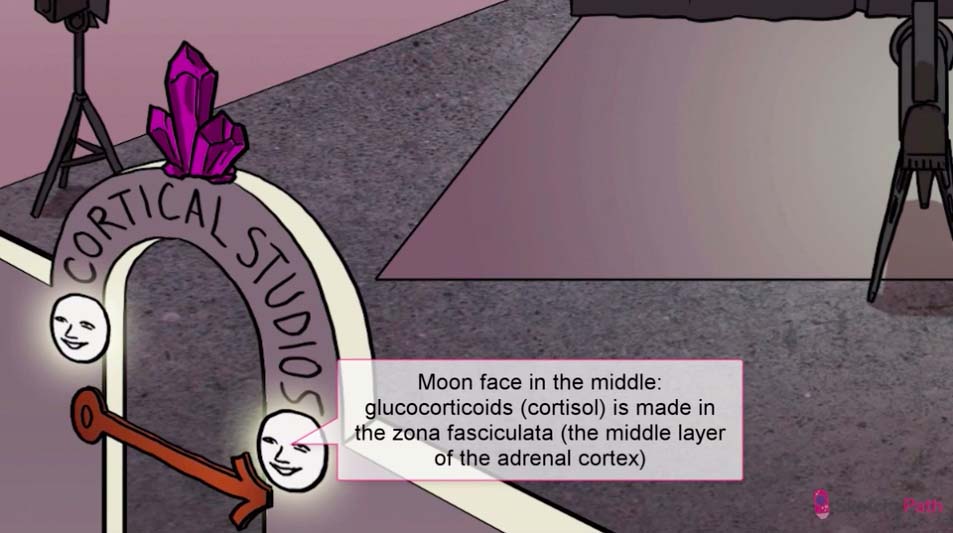 CORTICAL STUDIOS
Moon face in the middle:
glucocorticoids (cortisol) is made in
the zona fasciculata (the middle layer
of the adrenal cortex)
Path